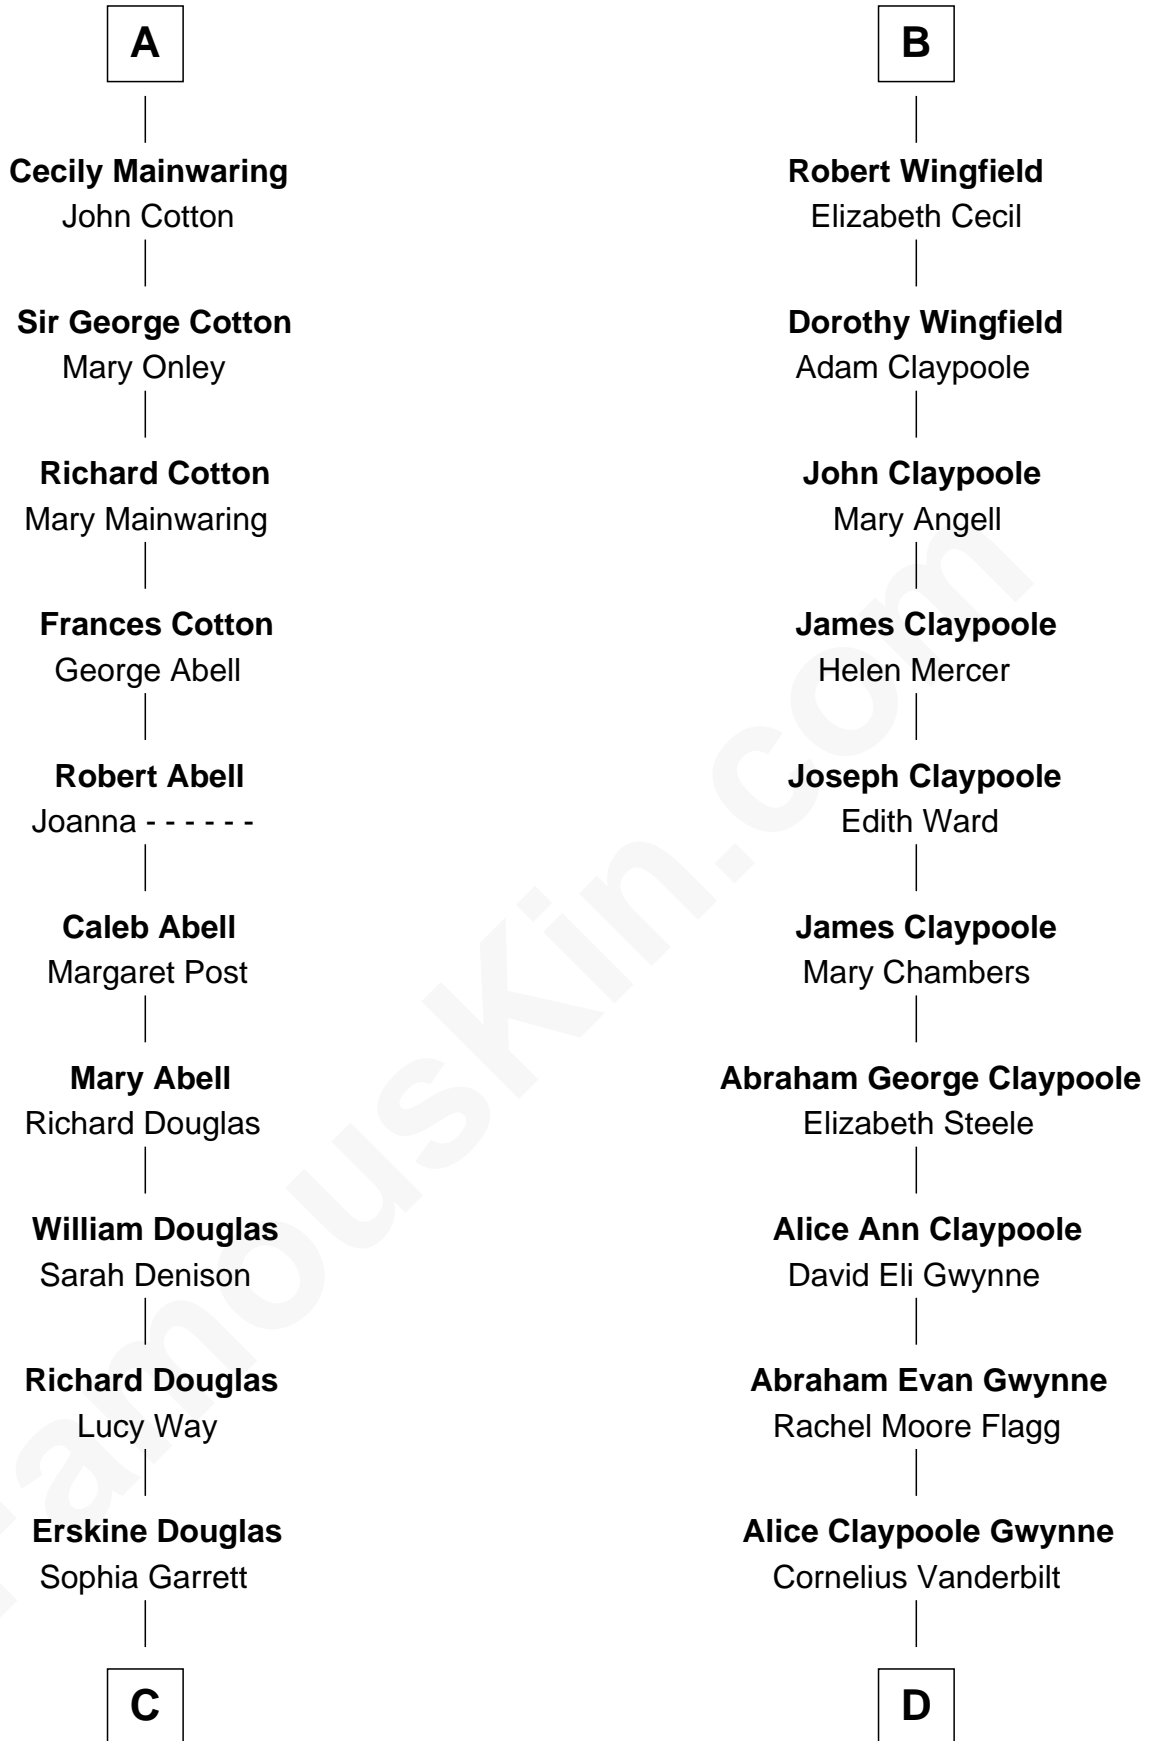 A
Cecily Mainwaring
John Cotton
Sir George Cotton
Mary Onley
Richard Cotton
Mary Mainwaring
Frances Cotton
George Abell
Robert Abell
Joanna - - - - - -
Caleb Abell
Margaret Post
Mary Abell
Richard Douglas
William Douglas
Sarah Denison
Richard Douglas
Lucy Way
Erskine Douglas
Sophia Garrett
C
B
Robert Wingfield
Elizabeth Cecil
Dorothy Wingfield
Adam Claypoole
John Claypoole
Mary Angell
James Claypoole
Helen Mercer
Joseph Claypoole
Edith Ward
James Claypoole
Mary Chambers
Abraham George Claypoole
Elizabeth Steele
Alice Ann Claypoole
David Eli Gwynne
Abraham Evan Gwynne
Rachel Moore Flagg
Alice Claypoole Gwynne
Cornelius Vanderbilt
D
FamousKin.com